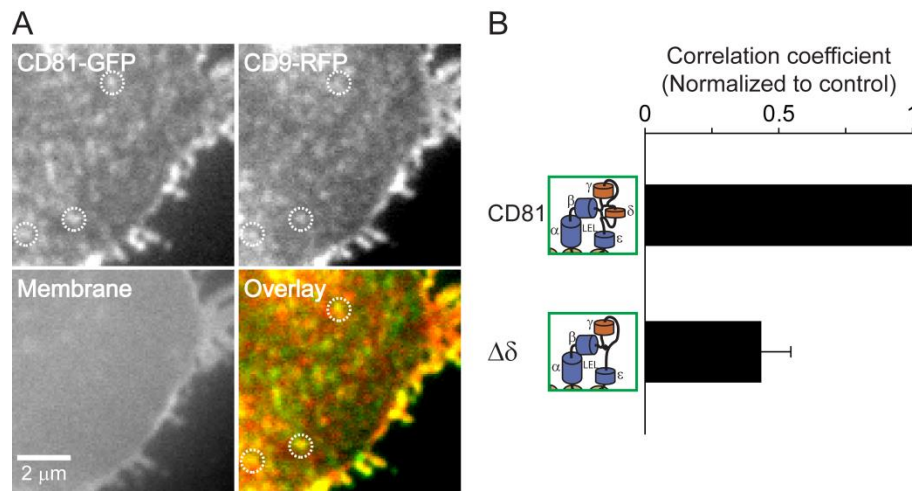 A
CD81-GFP
CD9-RFP
Membrane
Overlay
2 μm
B
Correlation coefficient
(Normalized to control)
0
0.5
1
CD81
γ
β
δ
α
LEL
ε
Δδ
γ
β
α
LEL
ε